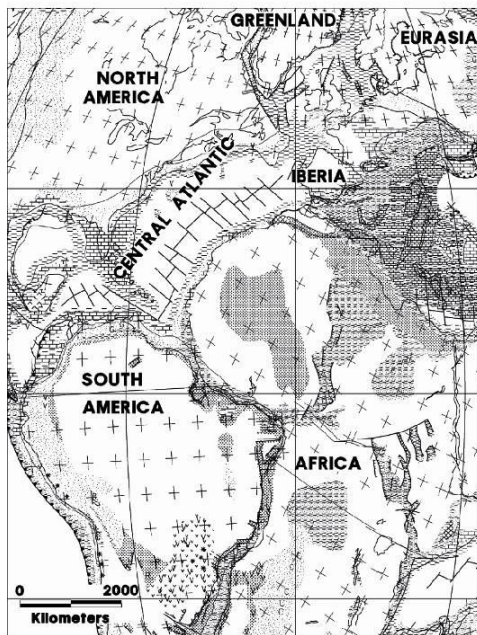 GREENLAND
EURASIA
NORTH
AMERICA
CENTRAL ATLANTIC
IBERIA
SOUTH
AMERICA
AFRICA
0 2000
Kilometers